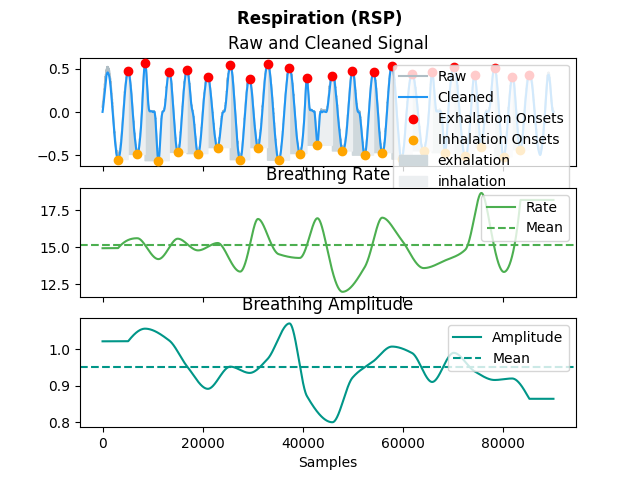 Respiration (RSP)
Raw and Cleaned Signal
0.5
0.0
−0.5
Raw
Cleaned
Exhalation Onsets
Inhalation Onsets
exhalation
inhalation
Breathing Rate
17.5
15.0
12.5
Rate
Mean
Breathing Amplitude
1.0
0.9
0.8
Amplitude
Mean
0 20000 40000 60000 80000
Samples